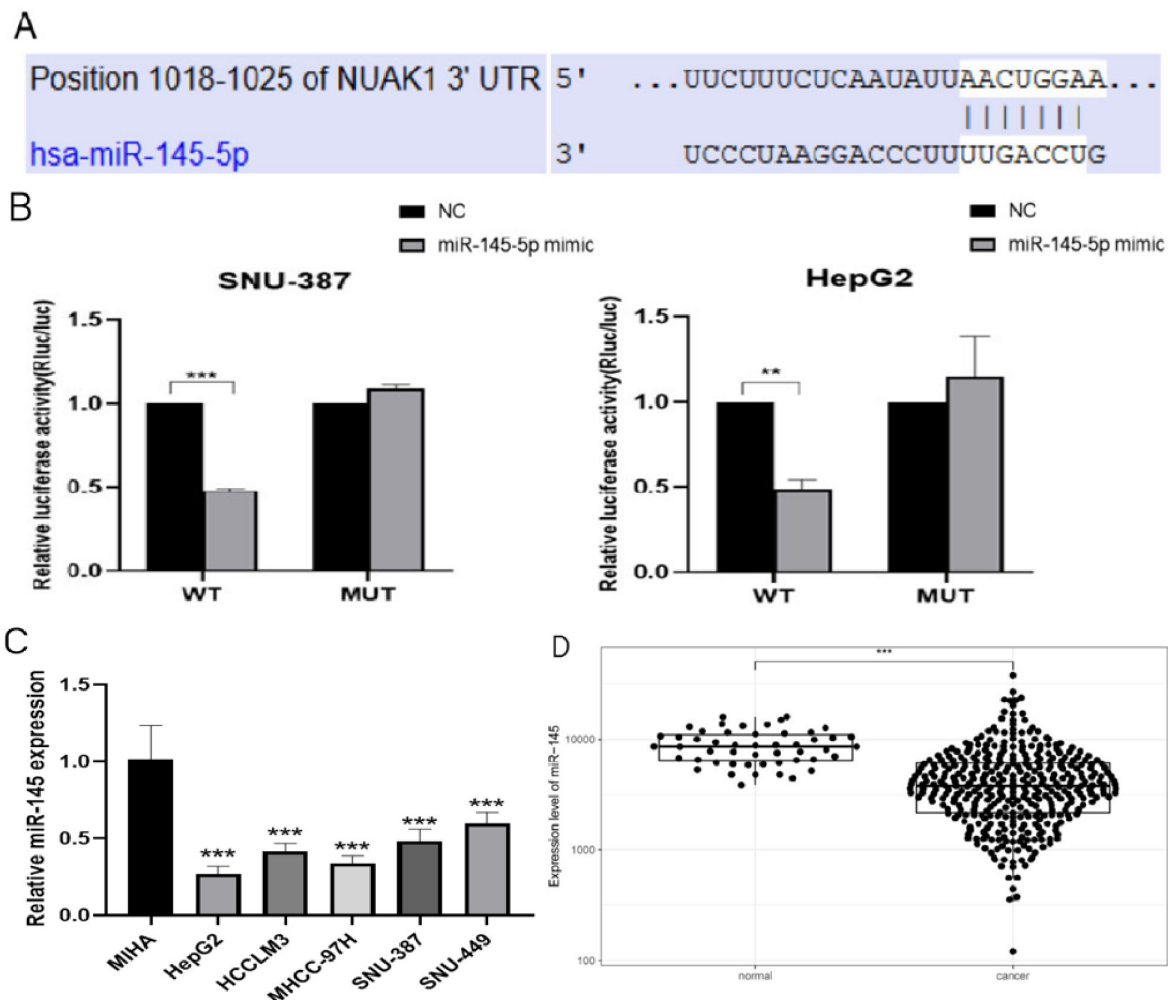 A
Position 1018-1025 of NUAK1 3' UTR 5' ...UUCUUUCUCAAUAUUAACUGGAA...
hsa-miR-145-5p 3' UCCCUAAGGACCCUUUUGACCUG
B
NC
miR-145-5p mimic
SNU-387
Relative luciferase activity(Rluc/luc)
1.5
1.0
0.5
0.0
***
WT
MUT
NC
miR-145-5p mimic
HepG2
Relative luciferase activity(Rluc/luc)
1.5
1.0
0.5
0.0
**
WT
MUT
C
Relative miR-145 expression
1.5
1.0
0.5
0.0
***
***
***
***
***
MIHA
HepG2
HCCLM3
MHCC-97H
SNU-387
SNU-449
D
Expression level of miR-145
10000
1000
100
***
normal
cancer